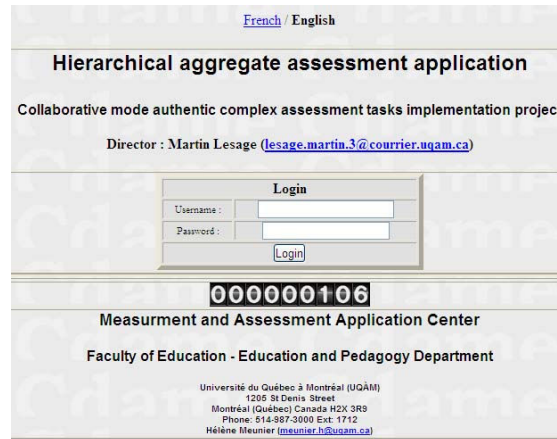 French / English
Hierarchical aggregate assessment application
Collaborative mode authentic complex assessment tasks implementation projec
Director : Martin Lesage (lesage.martin.3@courrier.uqam.ca)
Login
Username :
Password :
Login
000000106
Measurment and Assessment Application Center
Faculty of Education - Education and Pedagogy Department
Université du Québec à Montréal (UQÀM)
1205 St Denis Street
Montréal (Québec) Canada H2X 3R9
Phone: 514-987-3000 Ext: 1712
Hélène Meunier (meunier.h@uqam.ca)